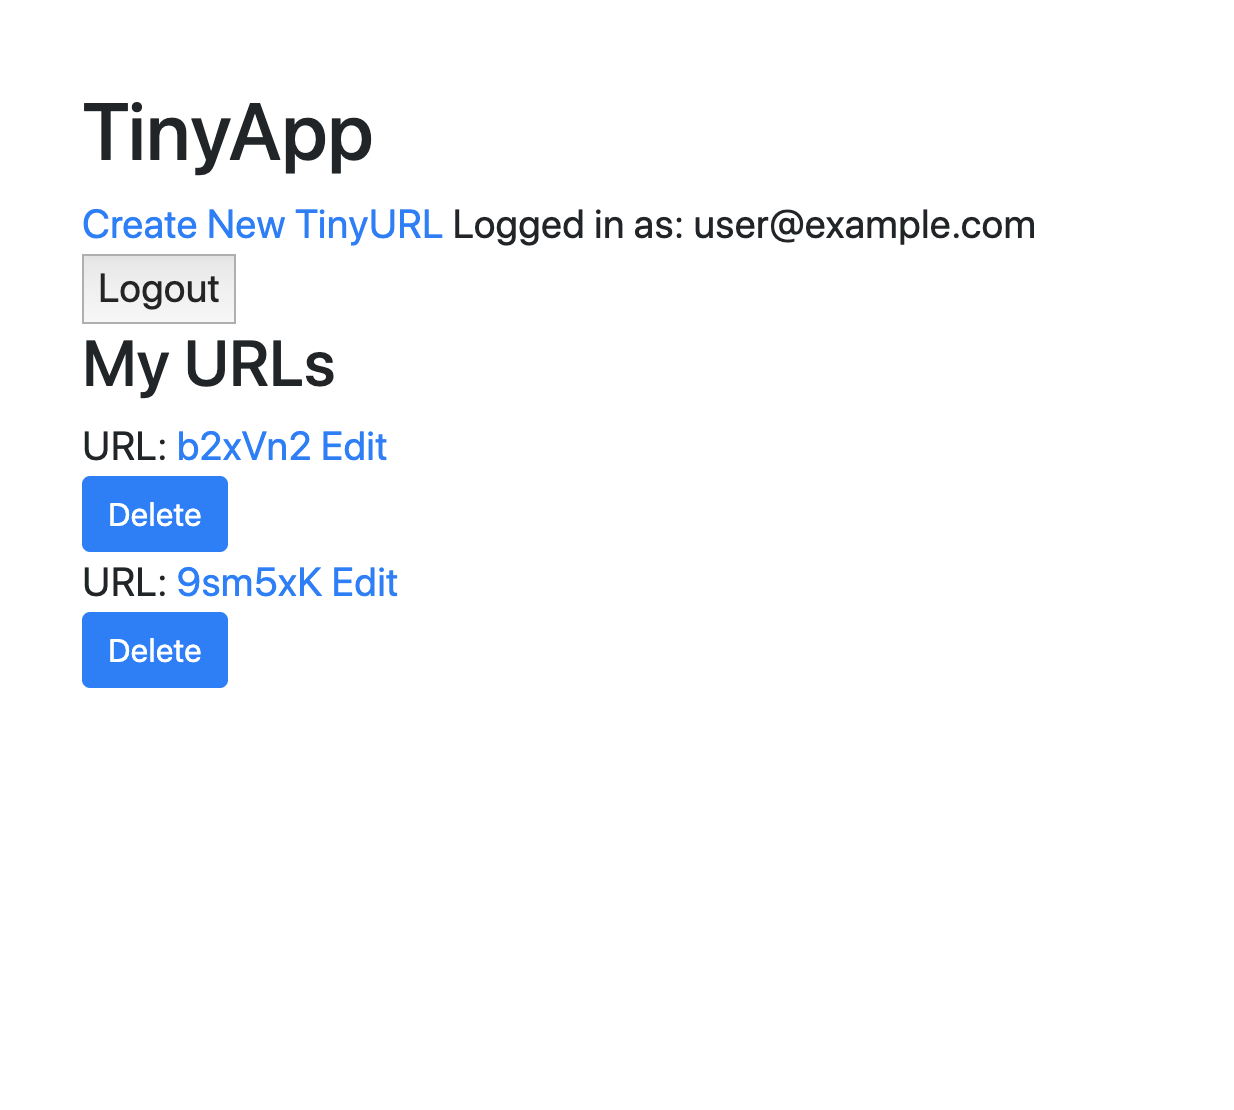 TinyApp
Create New TinyURL Logged in as: user@example.com
Logout
My URLs
URL: b2xVn2 Edit
Delete
URL: 9sm5xK Edit
Delete